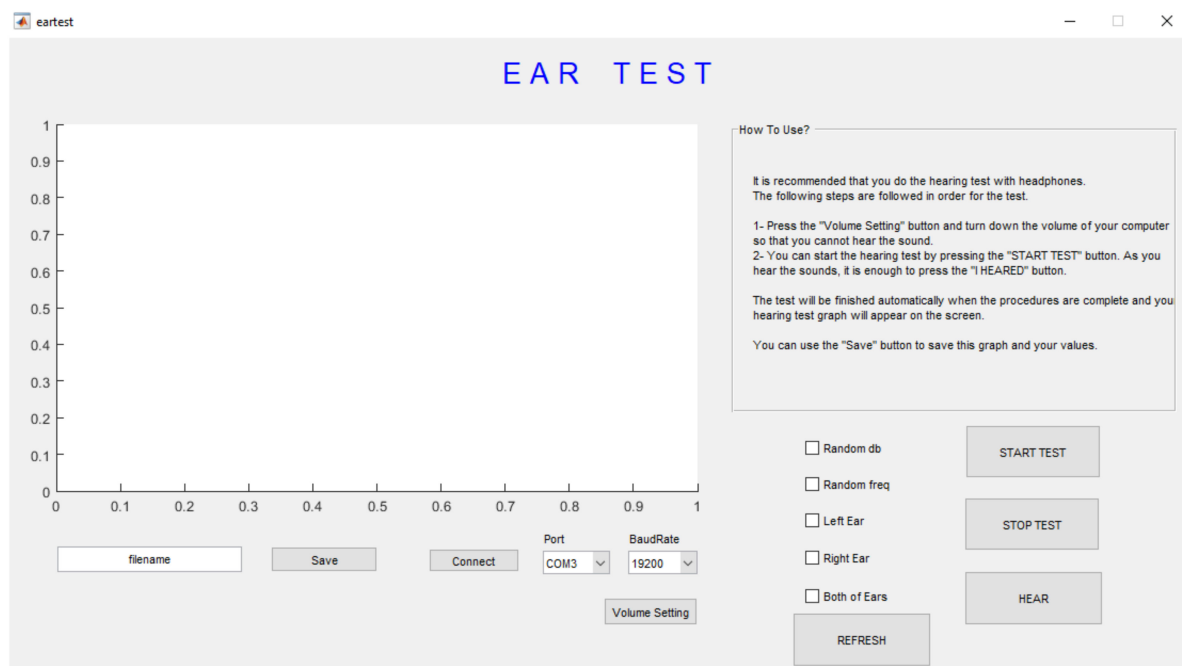 eartest
EAR TEST
1
0.9
0.8
0.7
0.6
0.5
0.4
0.3
0.2
0.1
0
0 0.1 0.2 0.3 0.4 0.5 0.6 0.7 0.8 0.9 1
How To Use?
It is recommended that you do the hearing test with headphones.
The following steps are followed in order for the test.
1- Press the "Volume Setting" button and turn down the volume of your computer
so that you cannot hear the sound.
2- You can start the hearing test by pressing the "START TEST" button. As you
hear the sounds, it is enough to press the "I HEARED" button.
The test will be finished automatically when the procedures are complete and you
hearing test graph will appear on the screen.
You can use the "Save" button to save this graph and your values.
filename
Save
Connect
Port
COM3
BaudRate
19200
Volume Setting
Random db
Random freq
Left Ear
Right Ear
Both of Ears
REFRESH
START TEST
STOP TEST
HEAR